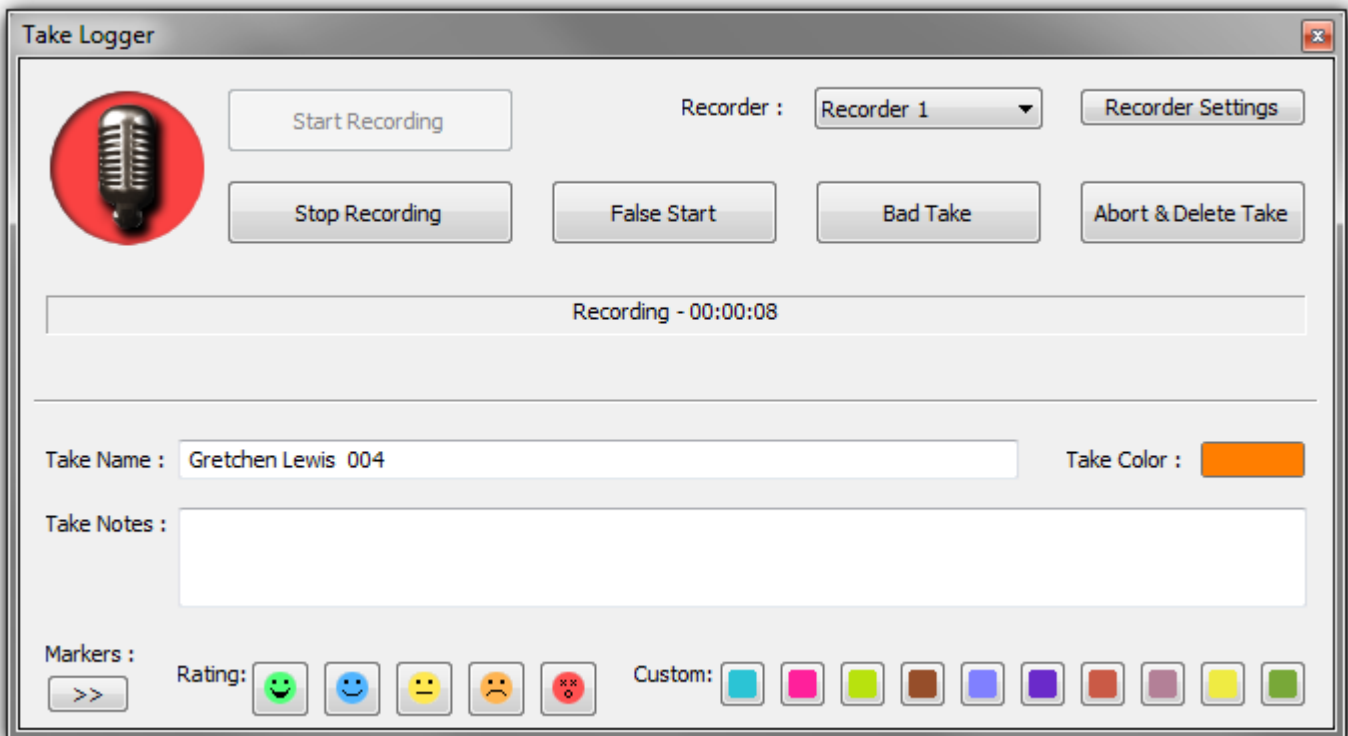 Take Logger
Start Recording
Recorder :
Recorder 1
Recorder Settings
Stop Recording
False Start
Bad Take
Abort & Delete Take
Recording - 00:00:08
Take Name :
Gretchen Lewis  004
Take Color :
Take Notes :
Markers :
>>
Rating:
Custom: